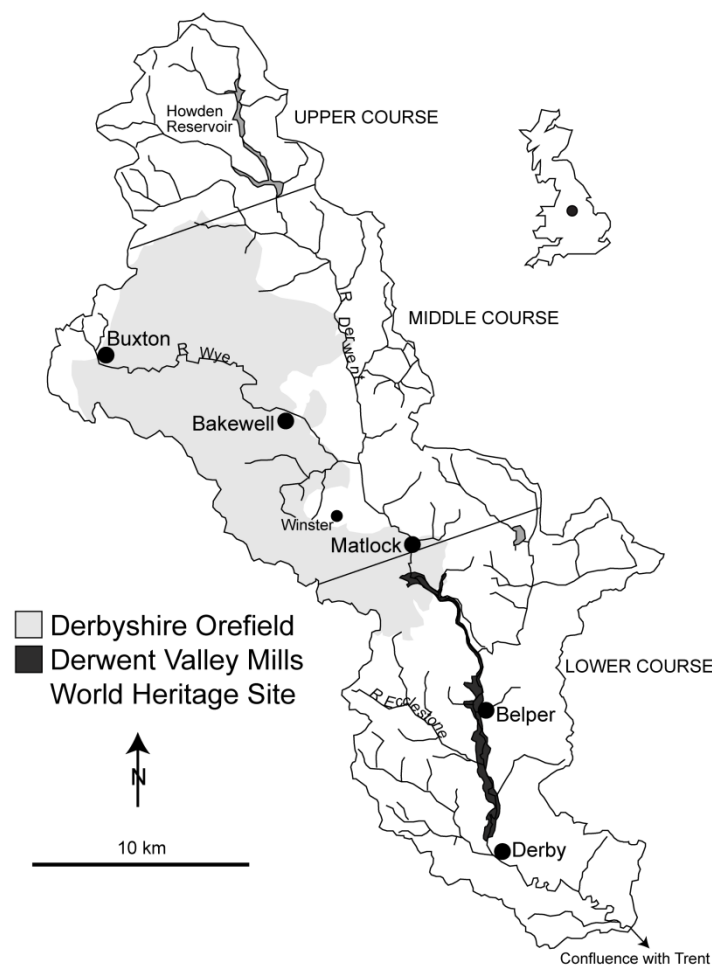 Howden
Reservoir
UPPER COURSE
R Derwent
MIDDLE COURSE
Buxton
R Wye
Bakewell
Winster
Matlock
Derbyshire Orefield
Derwent Valley Mills
World Heritage Site
LOWER COURSE
R Ecclestone
Belper
N
10 km
Derby
Confluence with Trent